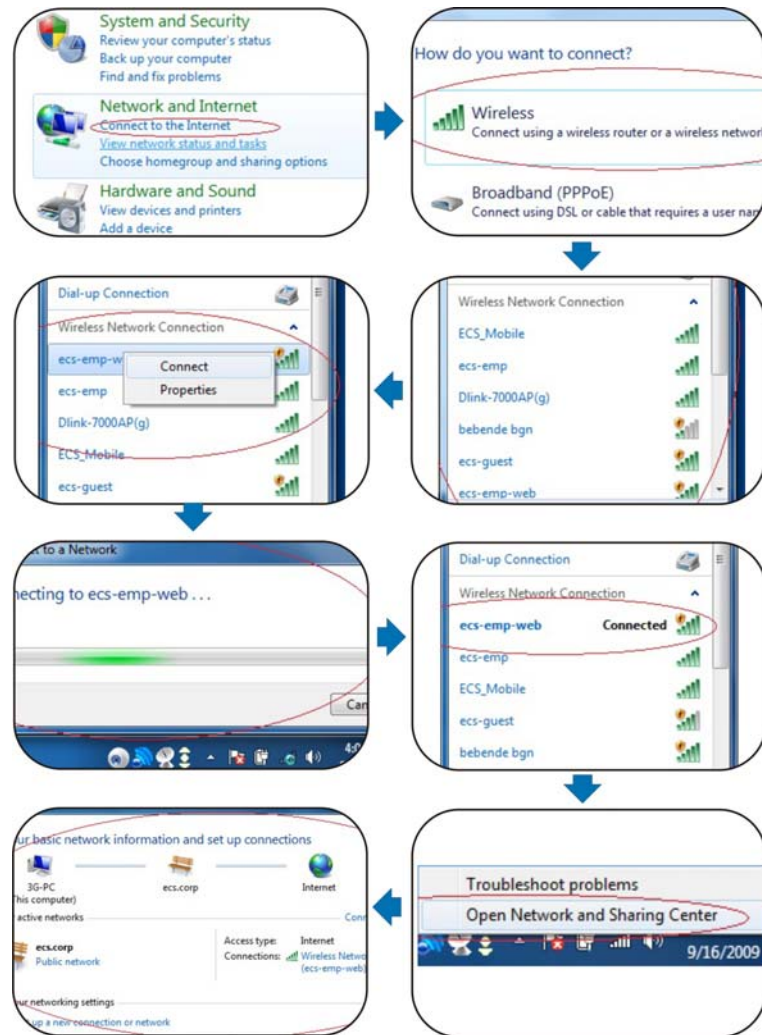 System and Security
Review your computer's status
Back up your computer
Find and fix problems
Network and Internet
Connect to the Internet
View network status and tasks
Choose homegroup and sharing options
Hardware and Sound
View devices and printers
Add a device
How do you want to connect?
Wireless
Connect using a wireless router or a wireless network
Broadband (PPPoE)
Connect using DSL or cable that requires a user nam
Wireless Network Connection
ECS_Mobile
ecs-emp
Dlink-7000AP(g)
bebende bgn
ecs-guest
ecs-emp-web
Dial-up Connection
Wireless Network Connection
ecs-emp-w
Connect
Properties
ecs-emp
Dlink-7000AP(g)
ECS_Mobile
ecs-guest
to a Network
necting to ecs-emp-web . . .
Can
Dial-up Connection
Wireless Network Connection
ecs-emp-web Connected
ecs-emp
ECS_Mobile
ecs-guest
bebende bgn
Troubleshoot problems
Open Network and Sharing Center
9/16/2009
ur basic network information and set up connections
3G-PC
ecs.corp
Internet
his computer)
active networks
Conn
ecs.corp
Public network
Access type: Internet
Connections: Wireless Netwo
(ecs-emp-web)
ur networking settings
up a new connection or network